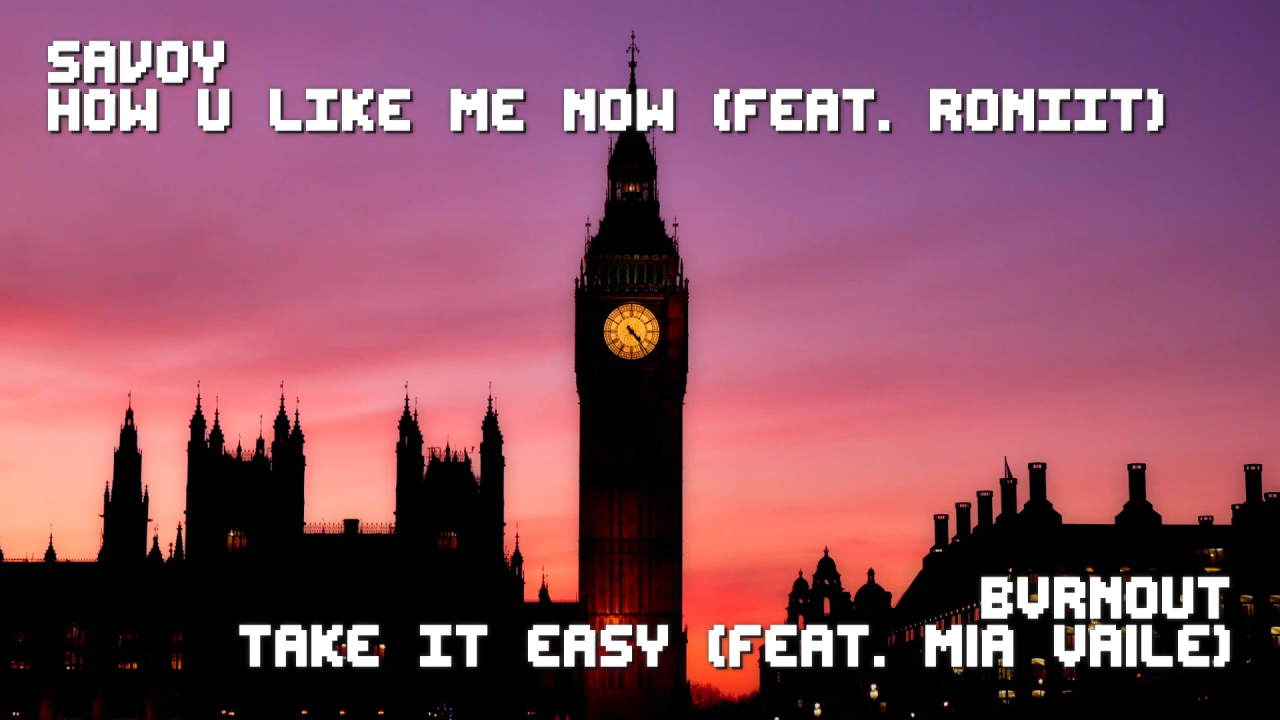 SAVOY
HOW U LIKE ME NOW (FEAT. RONIIT)
BVRNOUT
TAKE IT EASY (FEAT. MIA VAILE)